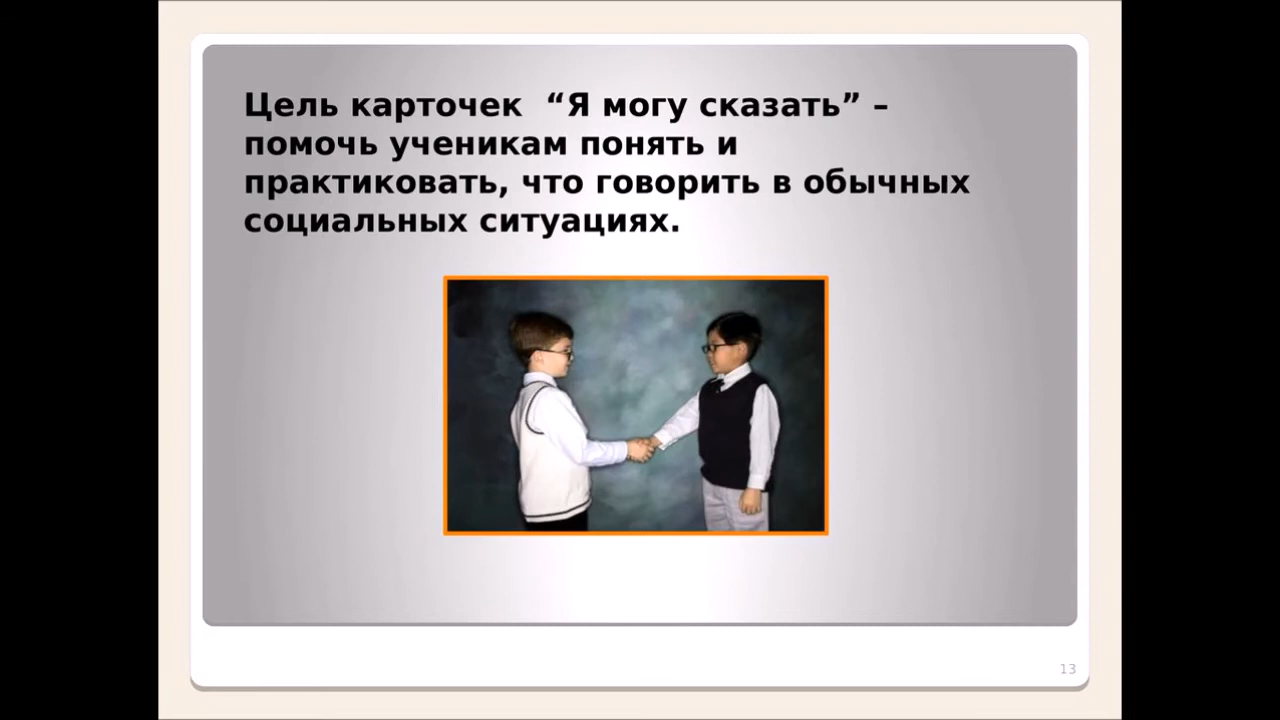 Цель карточек “Я могу сказать” –
помочь ученикам понять и
практиковать, что говорить в обычных
социальных ситуациях.
13